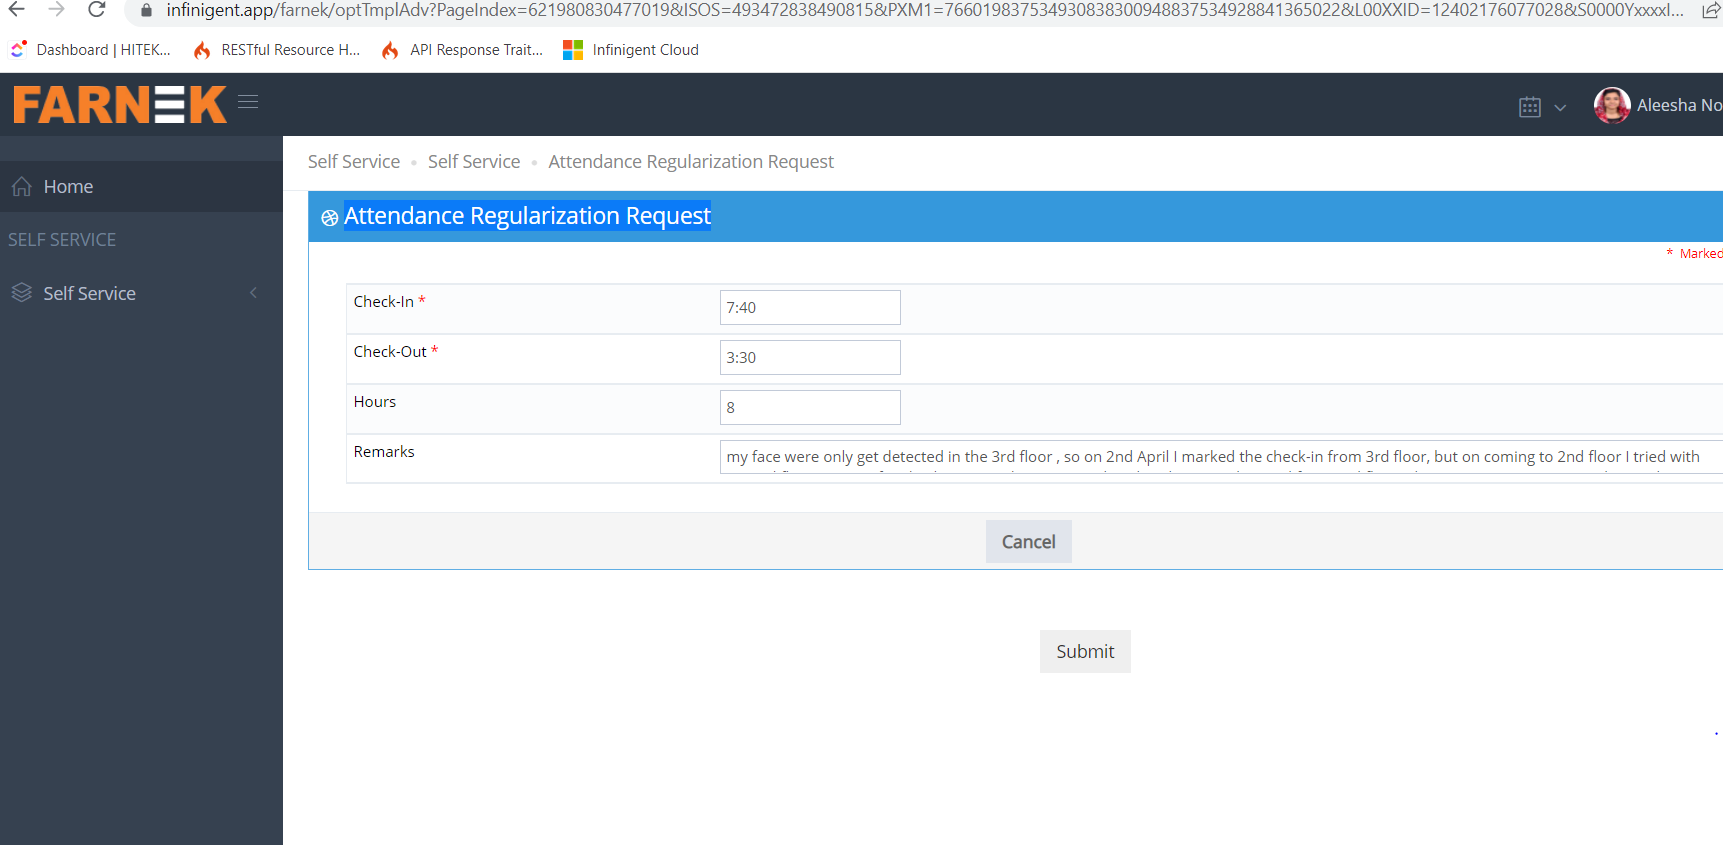 infinigent.app/farnek/optTmplAdv?PageIndex=621980830477019&ISOS=493472838490815&PXM1=76601983753493083830094883753492884136502​2&L00XXID=12402176077028&S0000YxxxxI...
Dashboard | HITEK... RESTful Resource H... API Response Trait... Infinigent Cloud
FARNEK Aleesha No
Self Service • Self Service • Attendance Regularization Request
Home
Attendance Regularization Request
SELF SERVICE
* Marked
Self Service
Check-In * 7:40
Check-Out * 3:30
Hours 8
Remarks my face were only get detected in the 3rd floor , so on 2nd April I marked the check-in from 3rd floor, but on coming to 2nd floor I tried with
Cancel
Submit